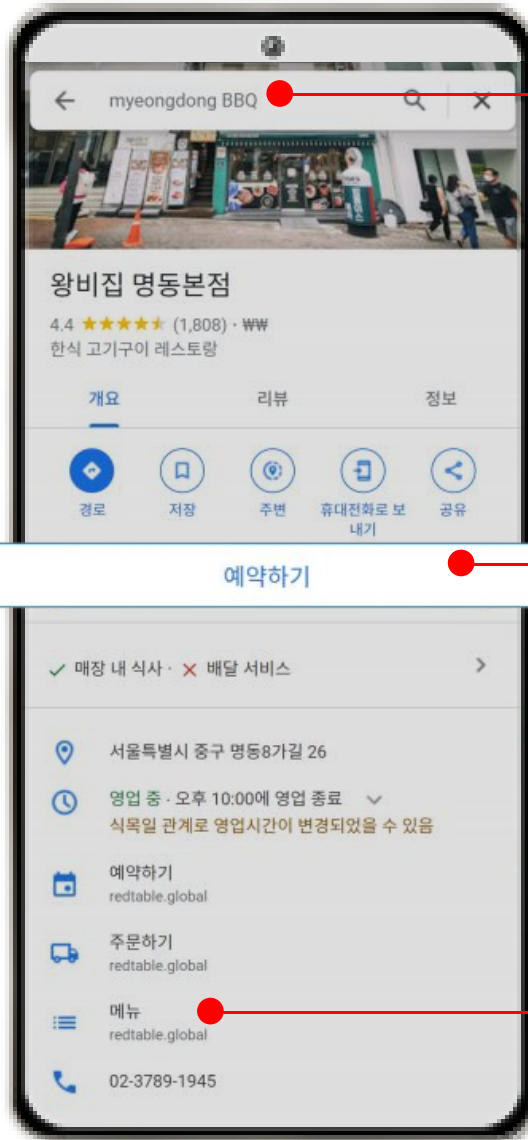 myeongdong BBQ
왕비집 명동본점
4.4 (1,808) · ₩₩
한식 고기구이 레스토랑
개요 리뷰 정보
경로 저장 주변 휴대전화로 보 공유
내기
예약하기
매장 내 식사 · 배달 서비스
서울특별시 중구 명동8가길 26
영업 중 · 오후 10:00에 영업 종료
식목일 관계로 영업시간이 변경되었을 수 있음
예약하기
redtable.global
주문하기
redtable.global
메뉴
redtable.global
02-3789-1945